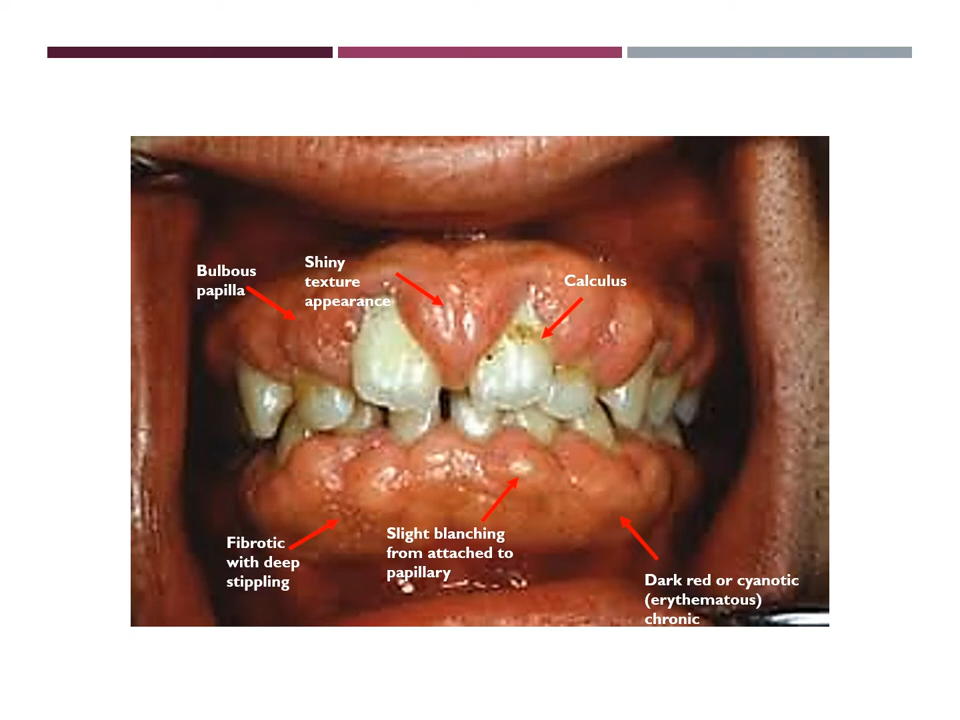 Bulbous
papilla
Shiny
texture
appearance
Calculus
Fibrotic
with deep
stippling
Slight blanching
from attached to
papillary
Dark red or cyanotic
(erythematous)
chronic